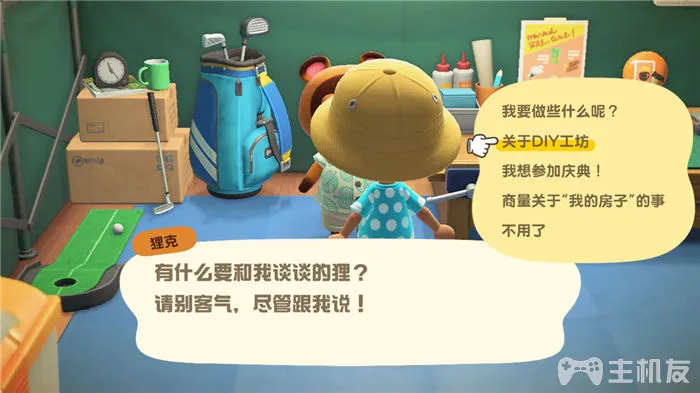 我要做些什么呢？
关于DIY工坊
我想参加庆典！
商量关于“我的房子”的事
不用了
狸克
有什么要和我谈谈的狸？
请别客气，尽管跟我说！
主机友